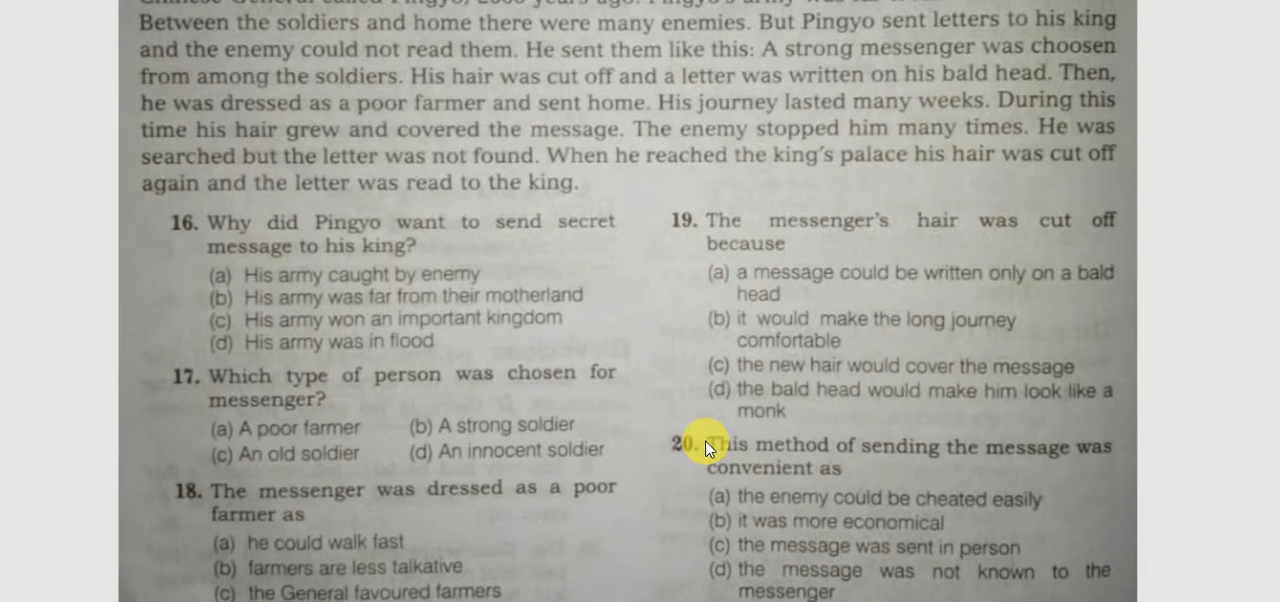 Between the soldiers and home there were many enemies. But Pingyo sent letters to his king
and the enemy could not read them. He sent them like this: A strong messenger was choosen
from among the soldiers. His hair was cut off and a letter was written on his bald head. Then,
he was dressed as a poor farmer and sent home. His journey lasted many weeks. During this
time his hair grew and covered the message. The enemy stopped him many times. He was
searched but the letter was not found. When he reached the king's palace his hair was cut off
again and the letter was read to the king.
16. Why did Pingyo want to send secret
message to his king?
(a) His army caught by enemy
(b) His army was far from their motherland
(c) His army won an important kingdom
(d) His army was in flood
17. Which type of person was chosen for
messenger?
(a) A poor farmer (b) A strong soldier
(c) An old soldier (d) An innocent soldier
18. The messenger was dressed as a poor
farmer as
(a) he could walk fast
(b) farmers are less talkative
(c) the General favoured farmers
19. The messenger's hair was cut off
because
(a) a message could be written only on a bald
head
(b) it would make the long journey
comfortable
(c) the new hair would cover the message
(d) the bald head would make him look like a
monk
20. This method of sending the message was
convenient as
(a) the enemy could be cheated easily
(b) it was more economical
(c) the message was sent in person
(d) the message was not known to the
messenger